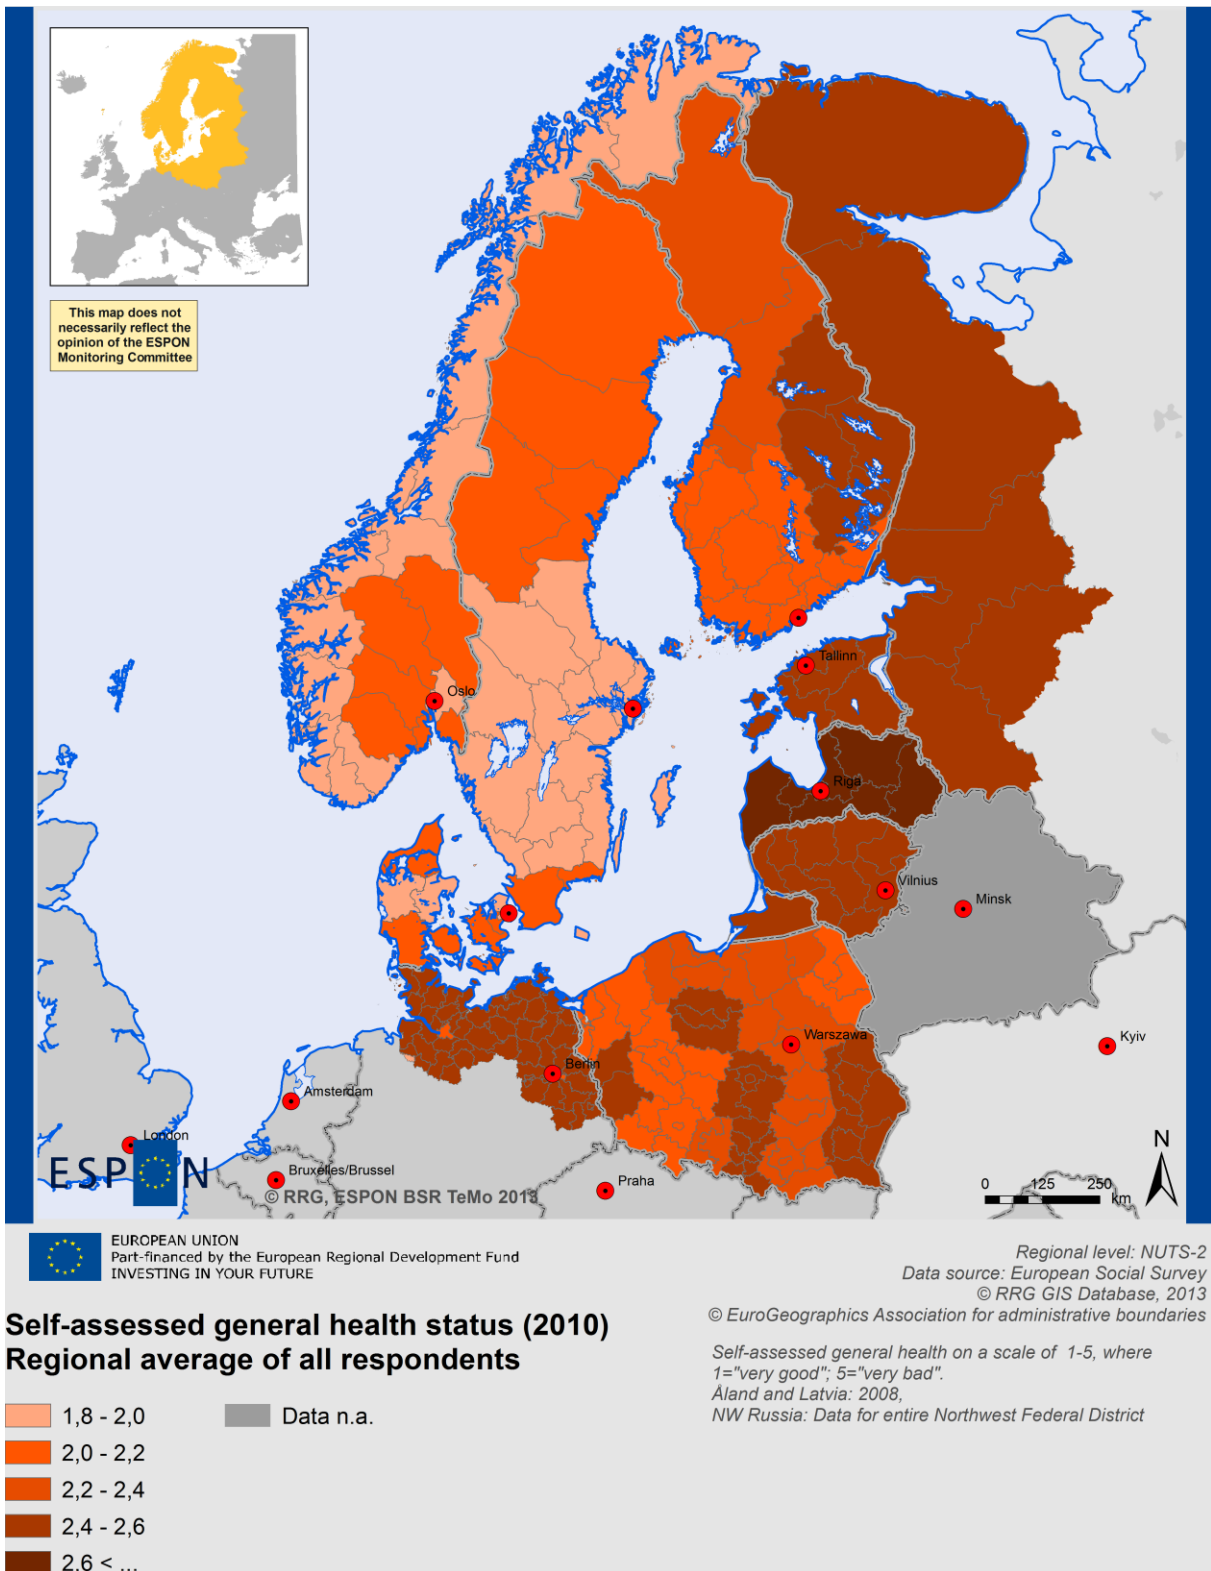 This map does not
necessarily reflect the
opinion of the ESPON
Monitoring Committee
Oslo
Tallinn
Riga
Vilnius
Minsk
Warszawa
Kyiv
Berlin
Amsterdam
London
ESPON
Bruxelles/Brussel
© RRG, ESPON BSR TeMo 2013
Praha
N
0 125 250
km
EUROPEAN UNION
Part-financed by the European Regional Development Fund
INVESTING IN YOUR FUTURE
Regional level: NUTS-2
Data source: European Social Survey
© RRG GIS Database, 2013
© EuroGeographics Association for administrative boundaries
Self-assessed general health status (2010)
Regional average of all respondents
Self-assessed general health on a scale of 1-5, where
1="very good"; 5="very bad".
Åland and Latvia: 2008,
NW Russia: Data for entire Northwest Federal District
1,8 - 2,0
Data n.a.
2,0 - 2,2
2,2 - 2,4
2,4 - 2,6
2,6 < ...